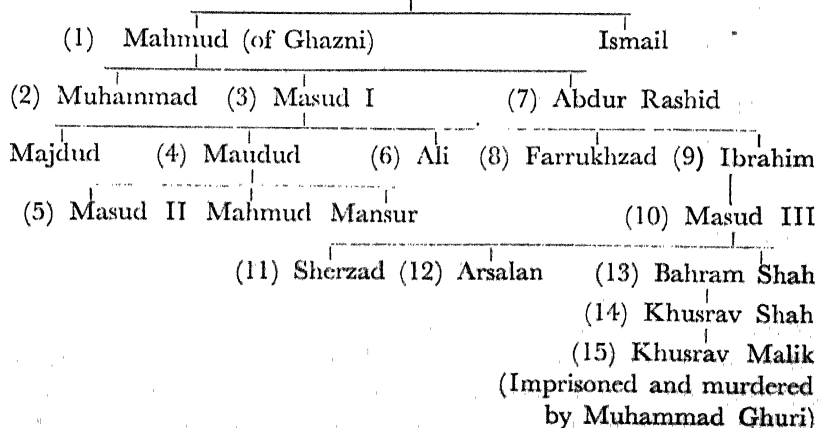 (1) Mahmud (of Ghazni) Ismail
(2) Muhammad (3) Masud I (7) Abdur Rashid
Majdud (4) Maudud (6) Ali (8) Farrukhzad (9) Ibrahim
(5) Masud II Mahmud Mansur (10) Masud III
(11) Sherzad (12) Arsalan (13) Bahram Shah
(14) Khusrav Shah
(15) Khusrav Malik
(Imprisoned and murdered
by Muhammad Ghuri)